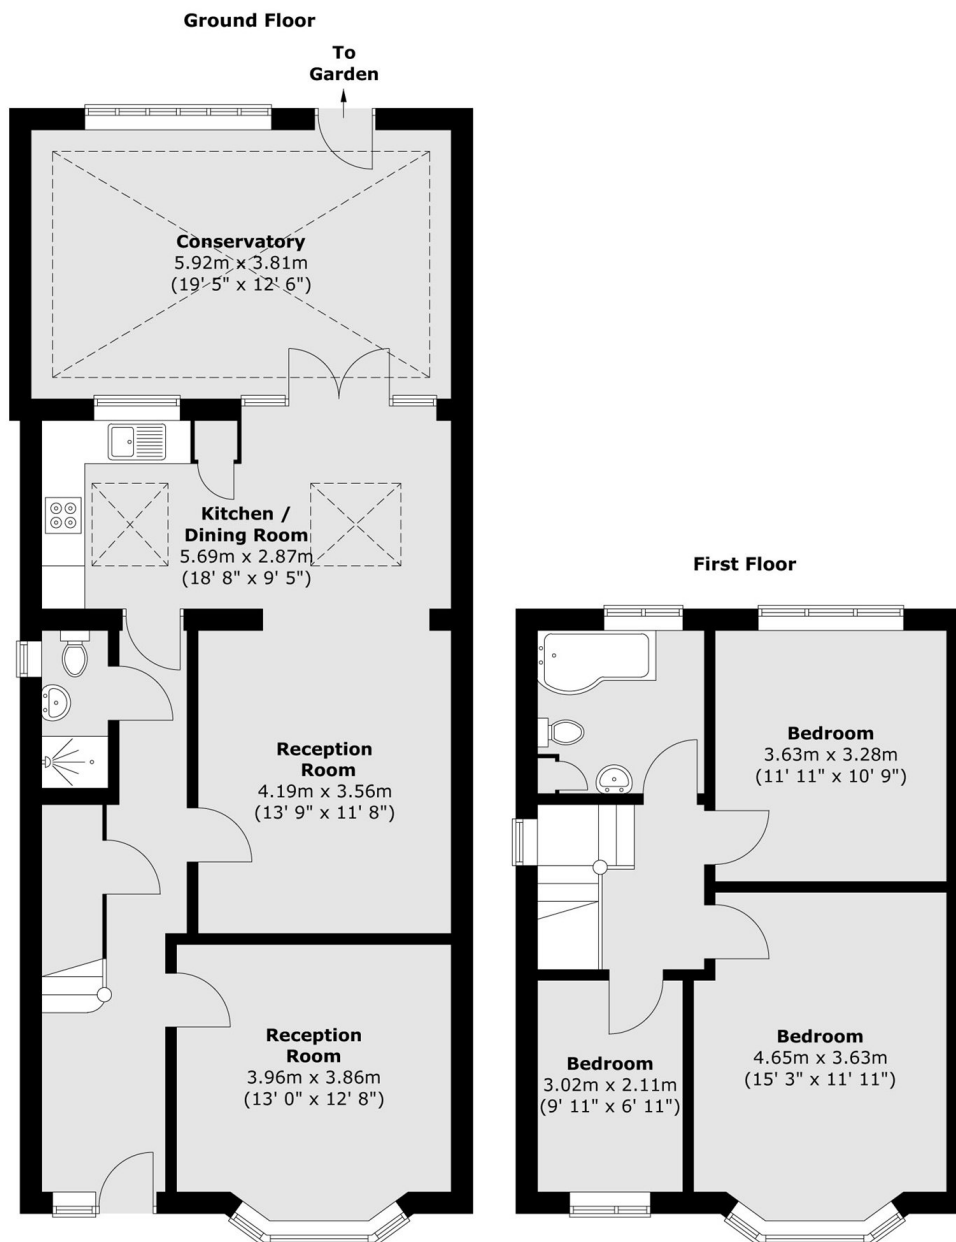 Ground Floor
To
Garden
Conservatory
5.92m x 3.81m
(19' 5" x 12' 6")
Kitchen /
Dining Room
5.69m x 2.87m
(18' 8" x 9' 5")
Reception
Room
4.19m x 3.56m
(13' 9" x 11' 8")
Reception
Room
3.96m x 3.86m
(13' 0" x 12' 8")
First Floor
Bedroom
3.63m x 3.28m
(11' 11" x 10' 9")
Bedroom
4.65m x 3.63m
(15' 3" x 11' 11")
Bedroom
3.02m x 2.11m
(9' 11" x 6' 11")